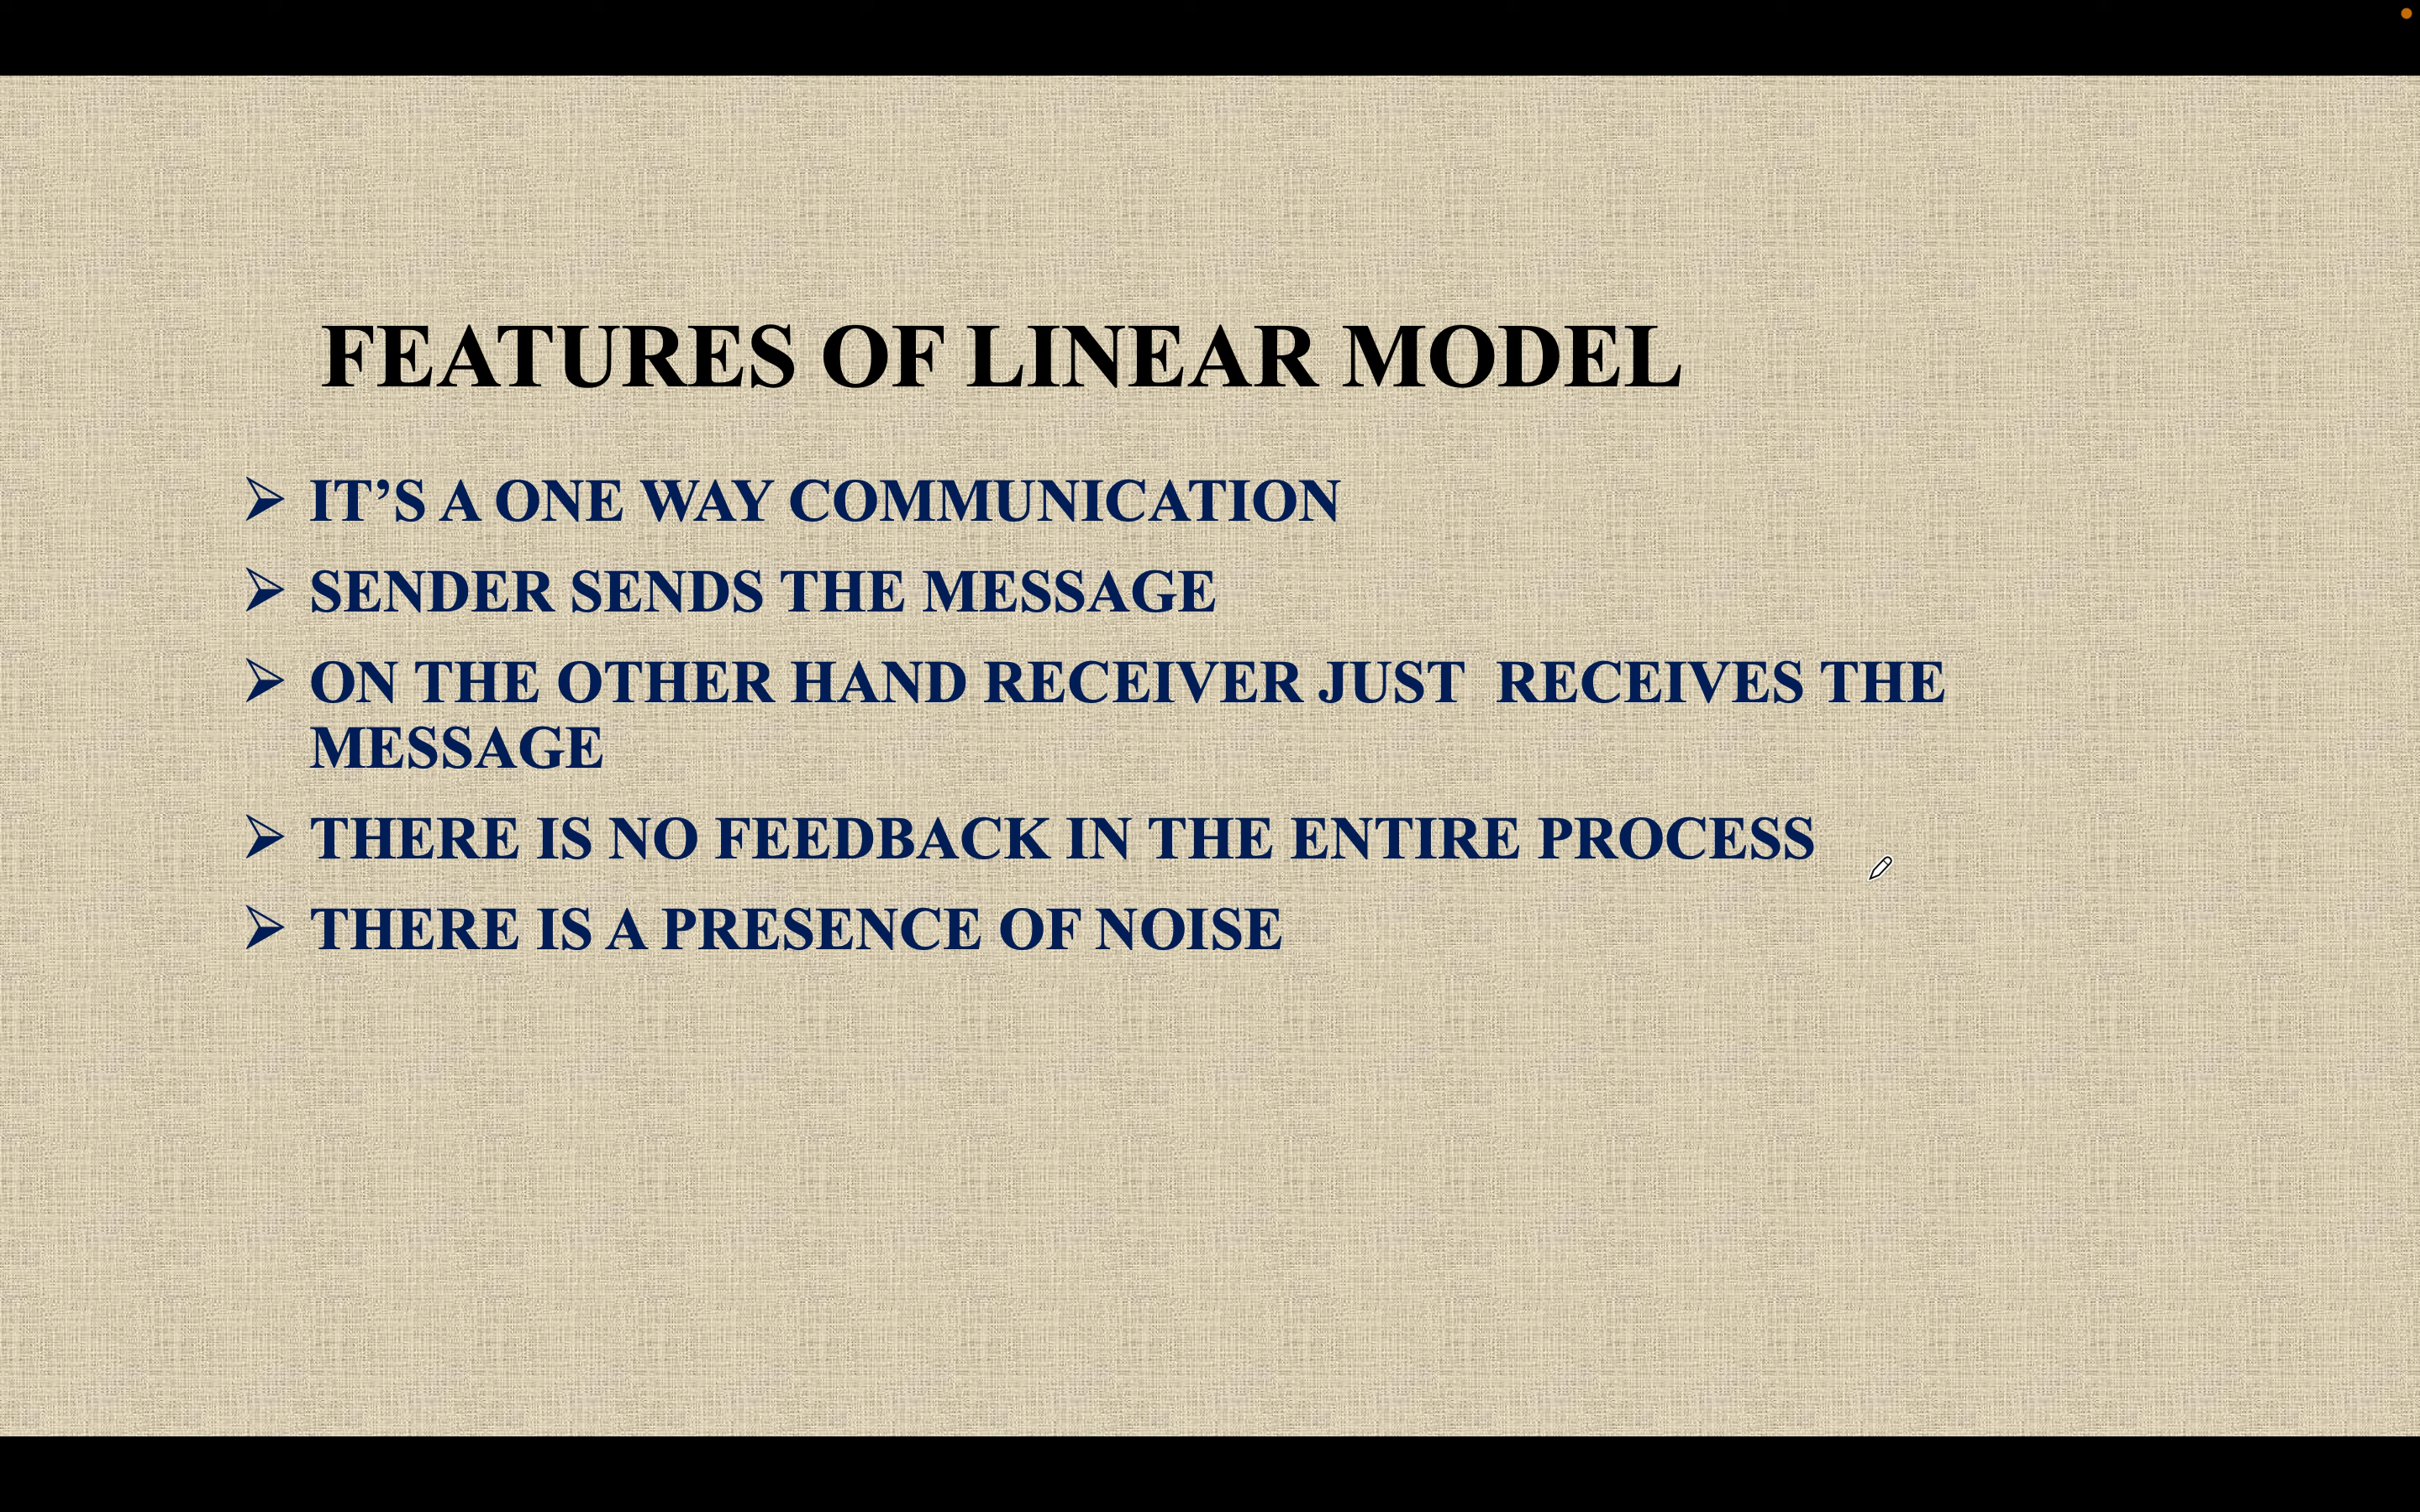 FEATURES OF LINEAR MODEL
➢ IT’S A ONE WAY COMMUNICATION
➢ SENDER SENDS THE MESSAGE
➢ ON THE OTHER HAND RECEIVER JUST  RECEIVES THE
MESSAGE
➢ THERE IS NO FEEDBACK IN THE ENTIRE PROCESS
➢ THERE IS A PRESENCE OF NOISE